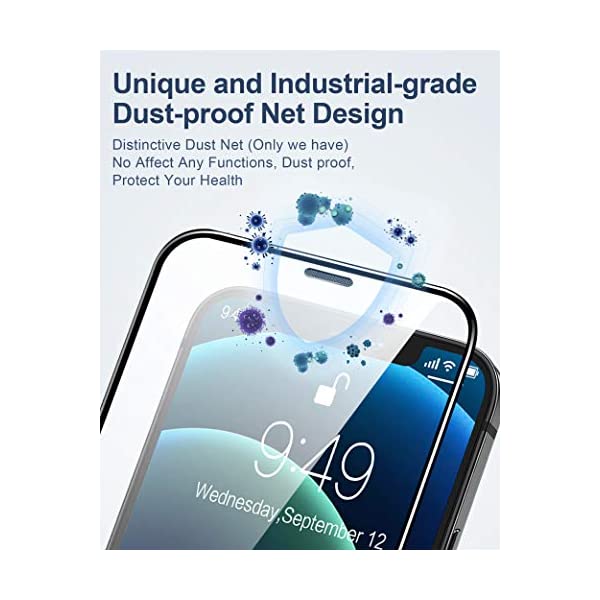 Unique and Industrial-grade
Dust-proof Net Design
Distinctive Dust Net (Only we have)
No Affect Any Functions, Dust proof,
Protect Your Health
9:49
Wednesday,September 12